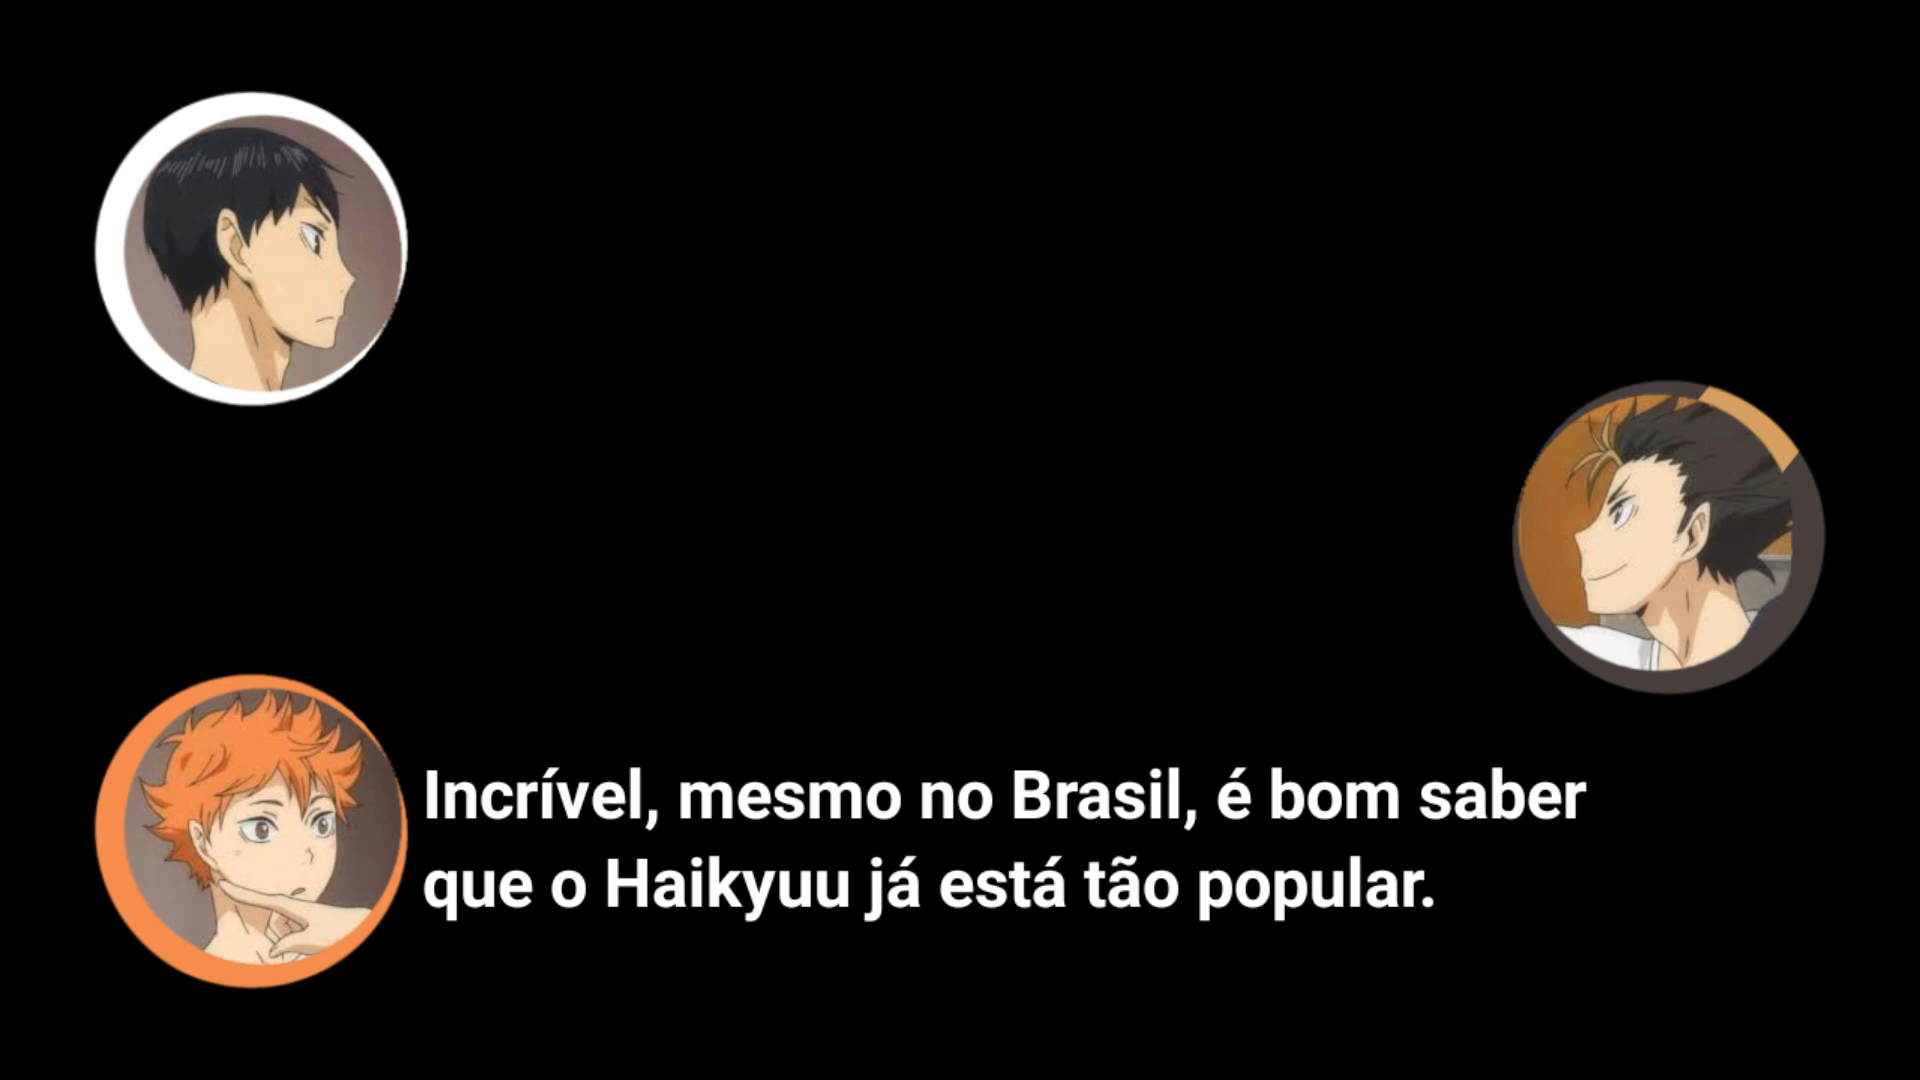 Incrível, mesmo no Brasil, é bom saber
que o Haikyuu já está tão popular.